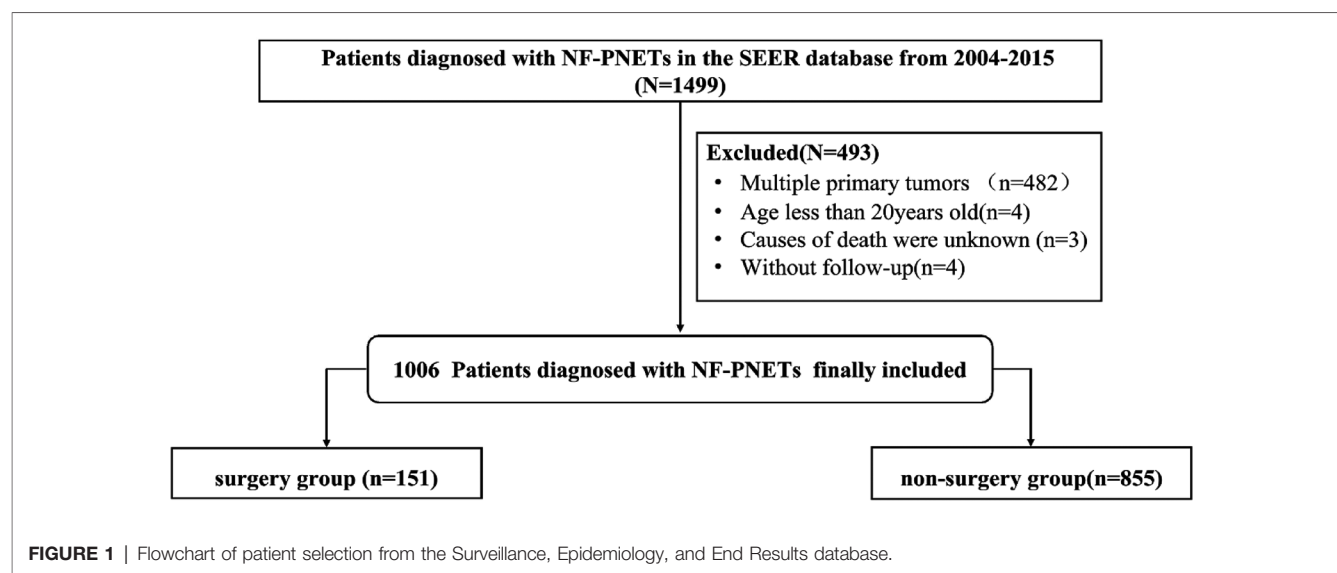 Patients diagnosed with NF-PNETs in the SEER database from 2004-2015
(N=1499)
Excluded(N=493)
• Multiple primary tumors （n=482）
• Age less than 20years old(n=4)
• Causes of death were unknown (n=3)
• Without follow-up(n=4)
1006 Patients diagnosed with NF-PNETs finally included
surgery group (n=151)
non-surgery group(n=855)
FIGURE 1 | Flowchart of patient selection from the Surveillance, Epidemiology, and End Results database.